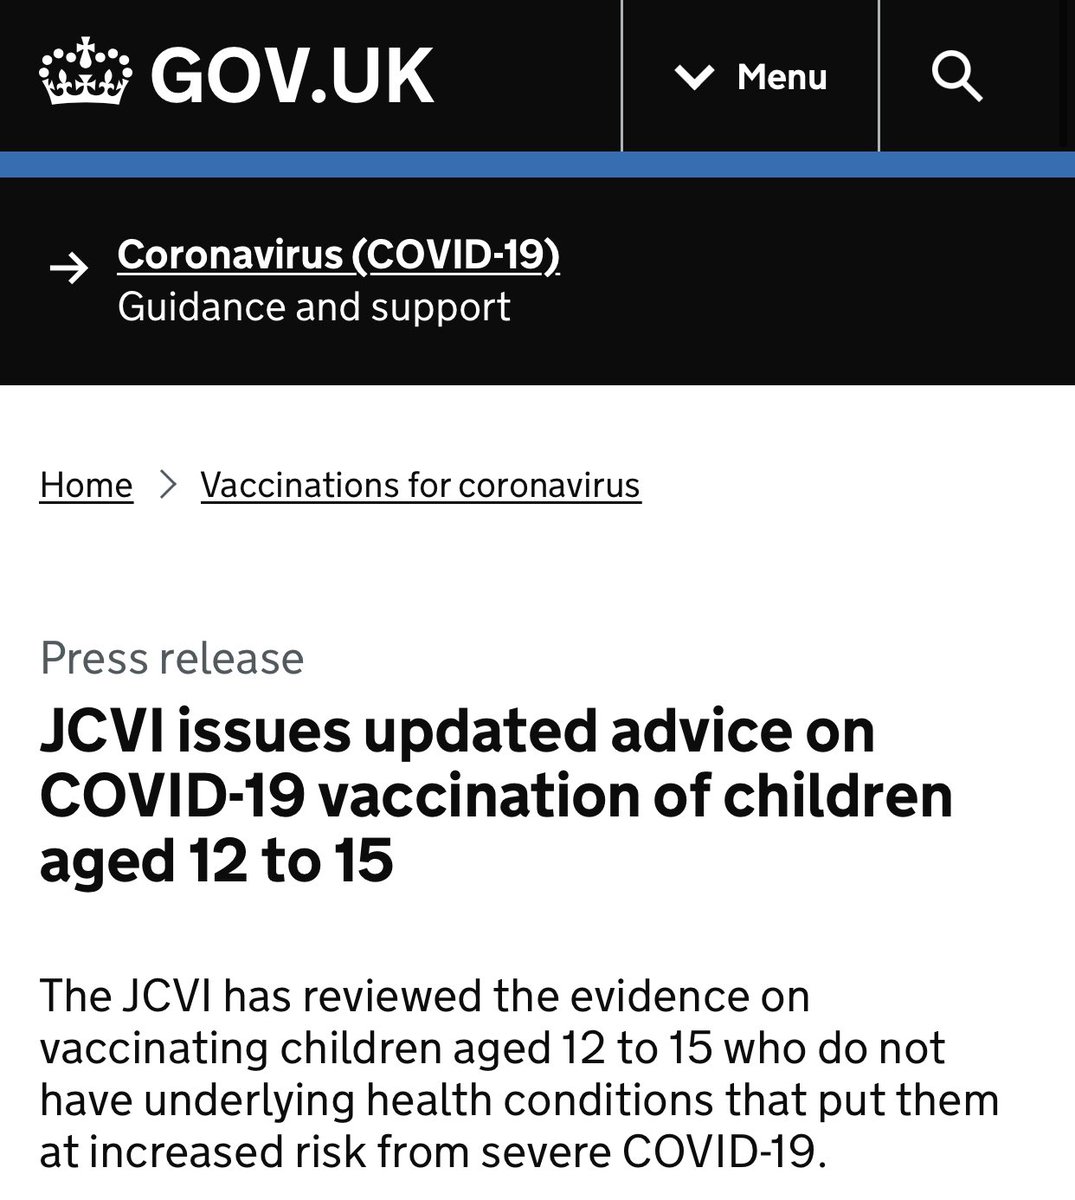 GOV.UK
Menu
Coronavirus (COVID-19)
Guidance and support
Home > Vaccinations for coronavirus
Press release
JCVI issues updated advice on
COVID-19 vaccination of children
aged 12 to 15
The JCVI has reviewed the evidence on
vaccinating children aged 12 to 15 who do not
have underlying health conditions that put them
at increased risk from severe COVID-19.